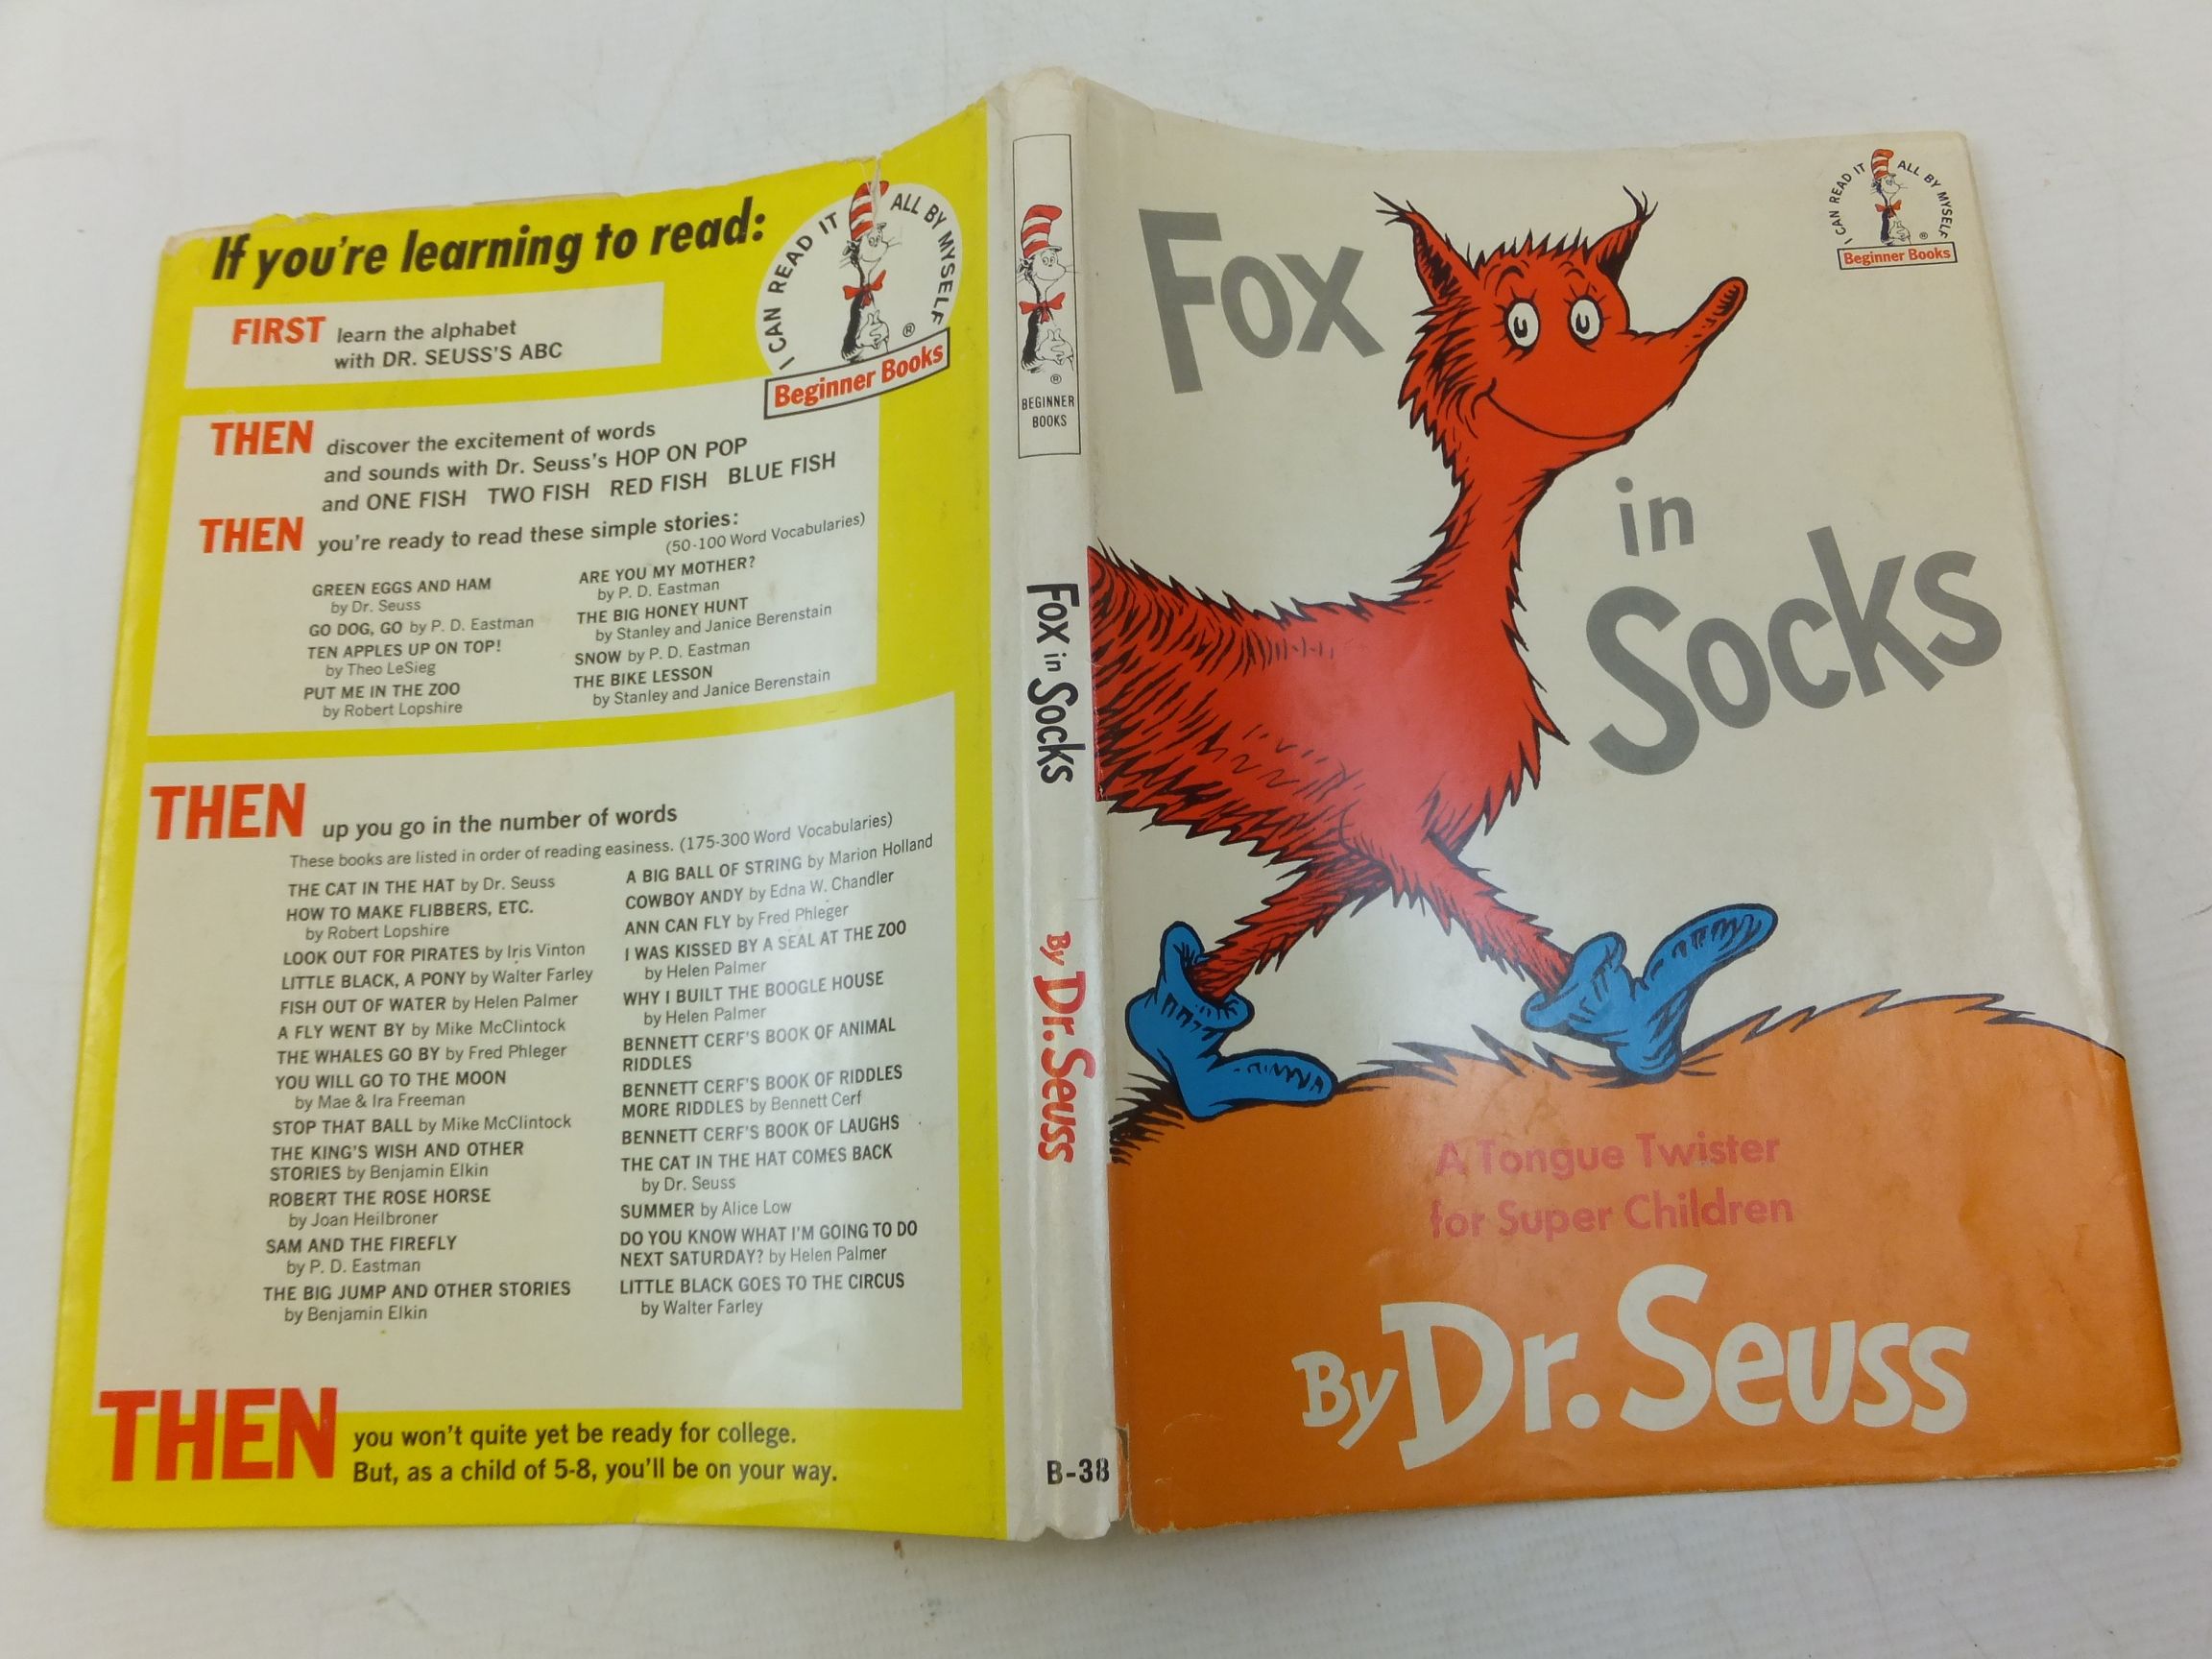 If you're learning to read:
I CAN READ IT ALL BY MYSELF
®
Beginner Books
FIRST learn the alphabet
with DR. SEUSS'S ABC
THEN discover the excitement of words
and sounds with Dr. Seuss's HOP ON POP
and ONE FISH TWO FISH RED FISH BLUE FISH
THEN you're ready to read these simple stories:
(50-100 Word Vocabularies)
GREEN EGGS AND HAM
by Dr. Seuss
GO DOG, GO by P. D. Eastman
TEN APPLES UP ON TOP!
by Theo LeSieg
PUT ME IN THE ZOO
by Robert Lopshire
ARE YOU MY MOTHER?
by P. D. Eastman
THE BIG HONEY HUNT
by Stanley and Janice Berenstain
SNOW by P. D. Eastman
THE BIKE LESSON
by Stanley and Janice Berenstain
THEN up you go in the number of words
These books are listed in order of reading easiness. (175-300 Word Vocabularies)
THE CAT IN THE HAT by Dr. Seuss
HOW TO MAKE FLIBBERS, ETC.
by Robert Lopshire
LOOK OUT FOR PIRATES by Iris Vinton
LITTLE BLACK, A PONY by Walter Farley
FISH OUT OF WATER by Helen Palmer
A FLY WENT BY by Mike McClintock
THE WHALES GO BY by Fred Phleger
YOU WILL GO TO THE MOON
by Mae & Ira Freeman
STOP THAT BALL by Mike McClintock
THE KING'S WISH AND OTHER
STORIES by Benjamin Elkin
ROBERT THE ROSE HORSE
by Joan Heilbroner
SAM AND THE FIREFLY
by P. D. Eastman
THE BIG JUMP AND OTHER STORIES
by Benjamin Elkin
A BIG BALL OF STRING by Marion Holland
COWBOY ANDY by Edna W. Chandler
ANN CAN FLY by Fred Phleger
I WAS KISSED BY A SEAL AT THE ZOO
by Helen Palmer
WHY I BUILT THE BOOGLE HOUSE
by Helen Palmer
BENNETT CERF'S BOOK OF ANIMAL
RIDDLES
BENNETT CERF'S BOOK OF RIDDLES
MORE RIDDLES by Bennett Cerf
BENNETT CERF'S BOOK OF LAUGHS
THE CAT IN THE HAT COMES BACK
by Dr. Seuss
SUMMER by Alice Low
DO YOU KNOW WHAT I'M GOING TO DO
NEXT SATURDAY? by Helen Palmer
LITTLE BLACK GOES TO THE CIRCUS
by Walter Farley
THEN you won't quite yet be ready for college.
But, as a child of 5-8, you'll be on your way.
®
BEGINNER
BOOKS
Fox in Socks By Dr. Seuss
B-38
I CAN READ IT ALL BY MYSELF
®
Beginner Books
Fox
in
Socks
A Tongue Twister
for Super Children
By Dr. Seuss